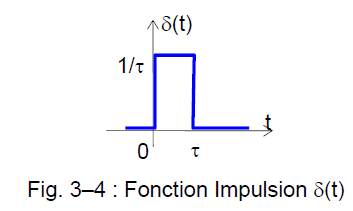 δ(t)
1/τ
t
0
τ
Fig. 3–4 : Fonction Impulsion δ(t)